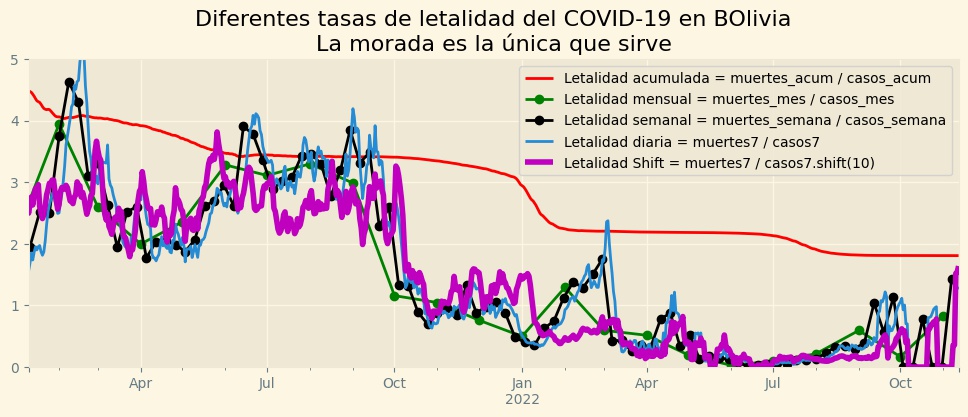 Diferentes tasas de letalidad del COVID-19 en BOlivia
La morada es la única que sirve
Letalidad acumulada = muertes_acum / casos_acum
Letalidad mensual = muertes_mes / casos_mes
Letalidad semanal = muertes_semana / casos_semana
Letalidad diaria = muertes7 / casos7
Letalidad Shift = muertes7 / casos7.shift(10)
5
4
3
2
1
0
Apr Jul Oct Jan Apr Jul Oct
2022